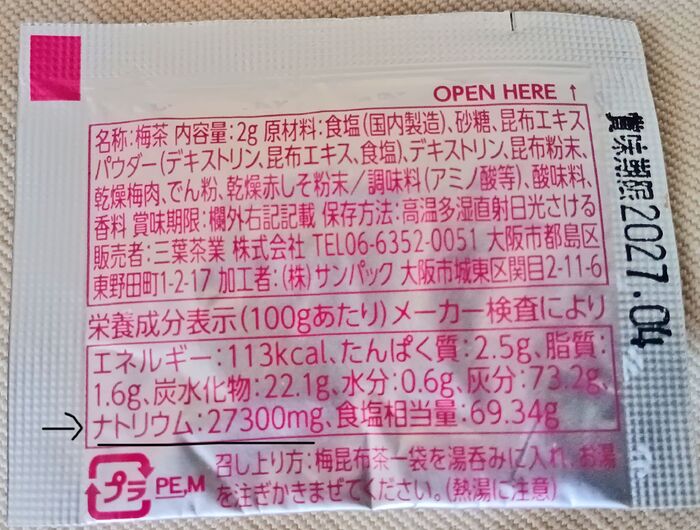 OPEN HERE ↑
名称:梅茶 内容量:2g 原材料:食塩(国内製造)、砂糖、昆布エキス
パウダー(デキストリン、昆布エキス、食塩)、デキストリン、昆布粉末、
乾燥梅肉、でん粉、乾燥赤しそ粉末/調味料(アミノ酸等)、酸味料、
香料 賞味期限:欄外右記記載 保存方法:高温多湿直射日光さける
販売者:三葉茶業 株式会社 TEL06-6352-0051 大阪市都島区
東野田町1-2-17 加工者:(株)サンパック 大阪市城東区関目2-11-6
栄養成分表示(100gあたり)メーカー検査により
エネルギー:113kcal、たんぱく質:2.5g、脂質:
1.6g、炭水化物:22.1g、水分:0.6g、灰分:73.2g、
ナトリウム:27300mg、食塩相当量:69.34g
プラ PE,M
召し上り方:梅昆布茶一袋を湯呑みに入れ、お湯
を注ぎかきまぜてください。(熱湯に注意)
賞味期限2027.04